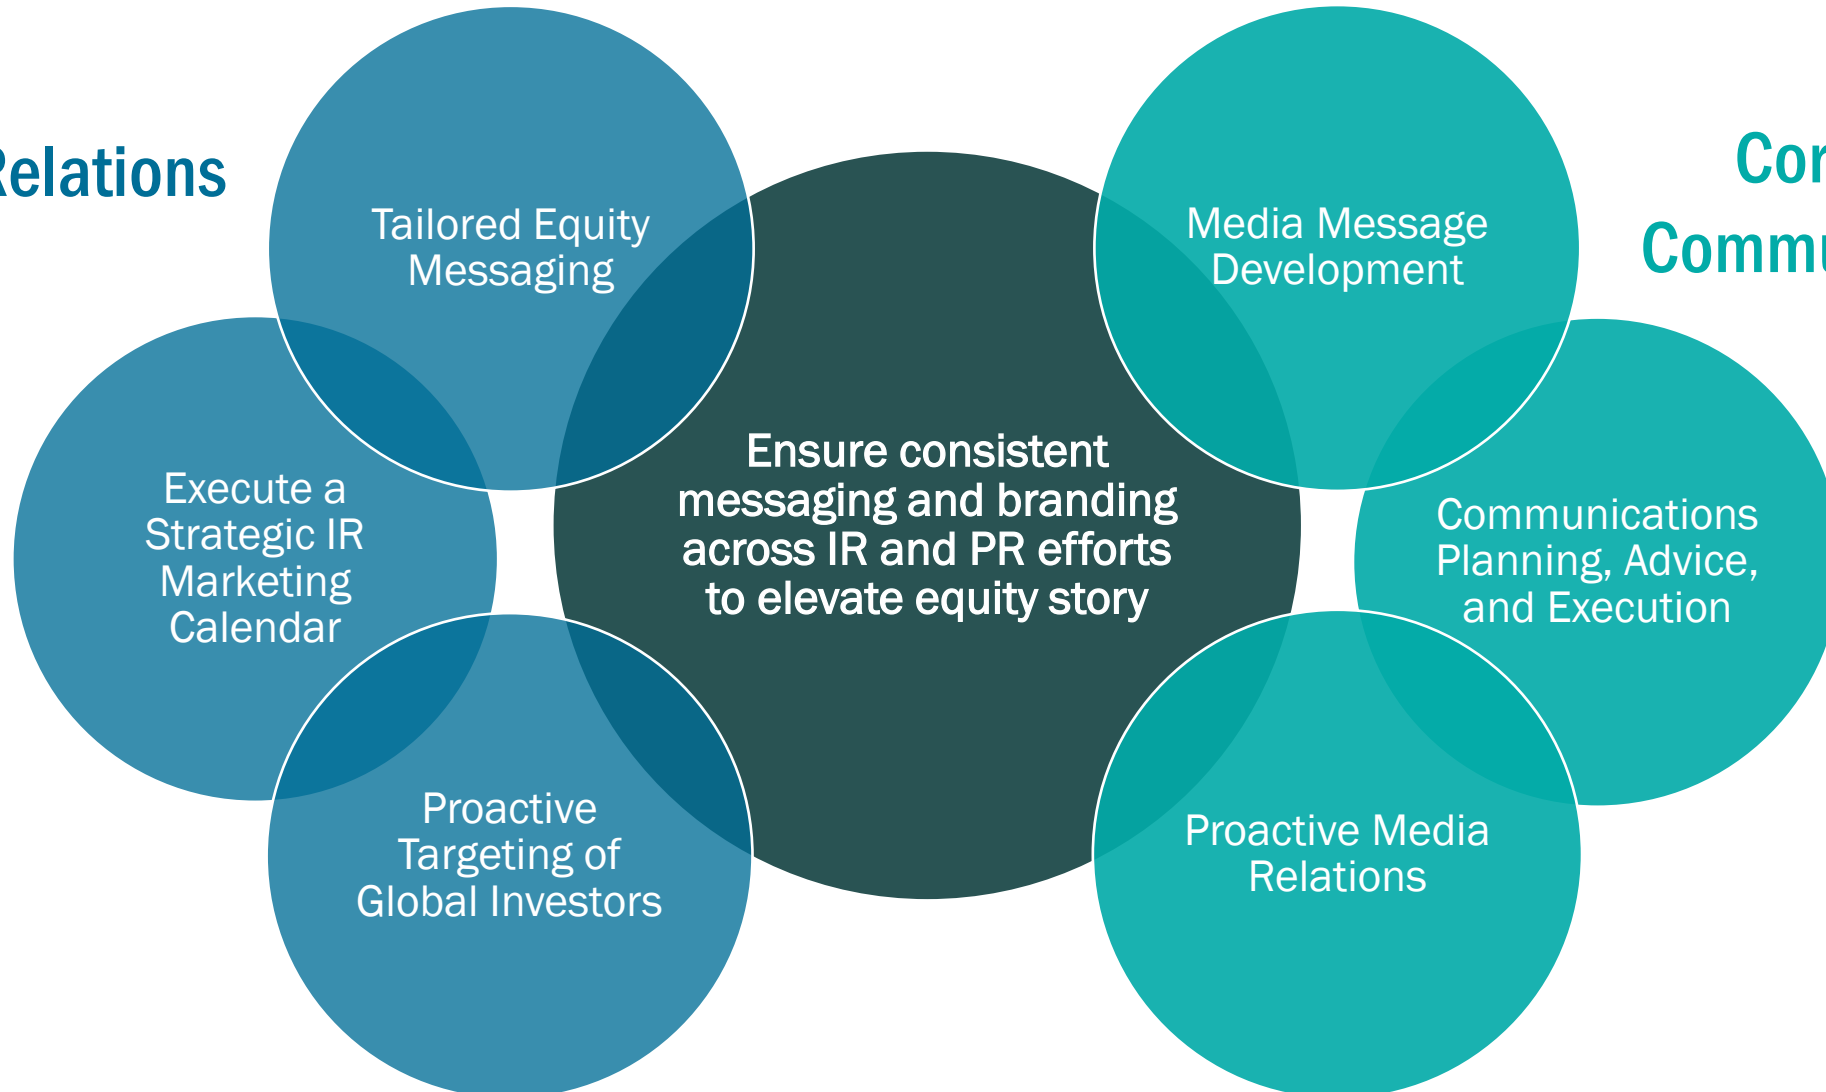 Relations
Tailored Equity
Messaging
Execute a
Strategic IR
Marketing
Calendar
Proactive
Targeting of
Global Investors
Ensure consistent
messaging and branding
across IR and PR efforts
to elevate equity story
Media Message
Development
Communications
Planning, Advice,
and Execution
Proactive Media
Relations